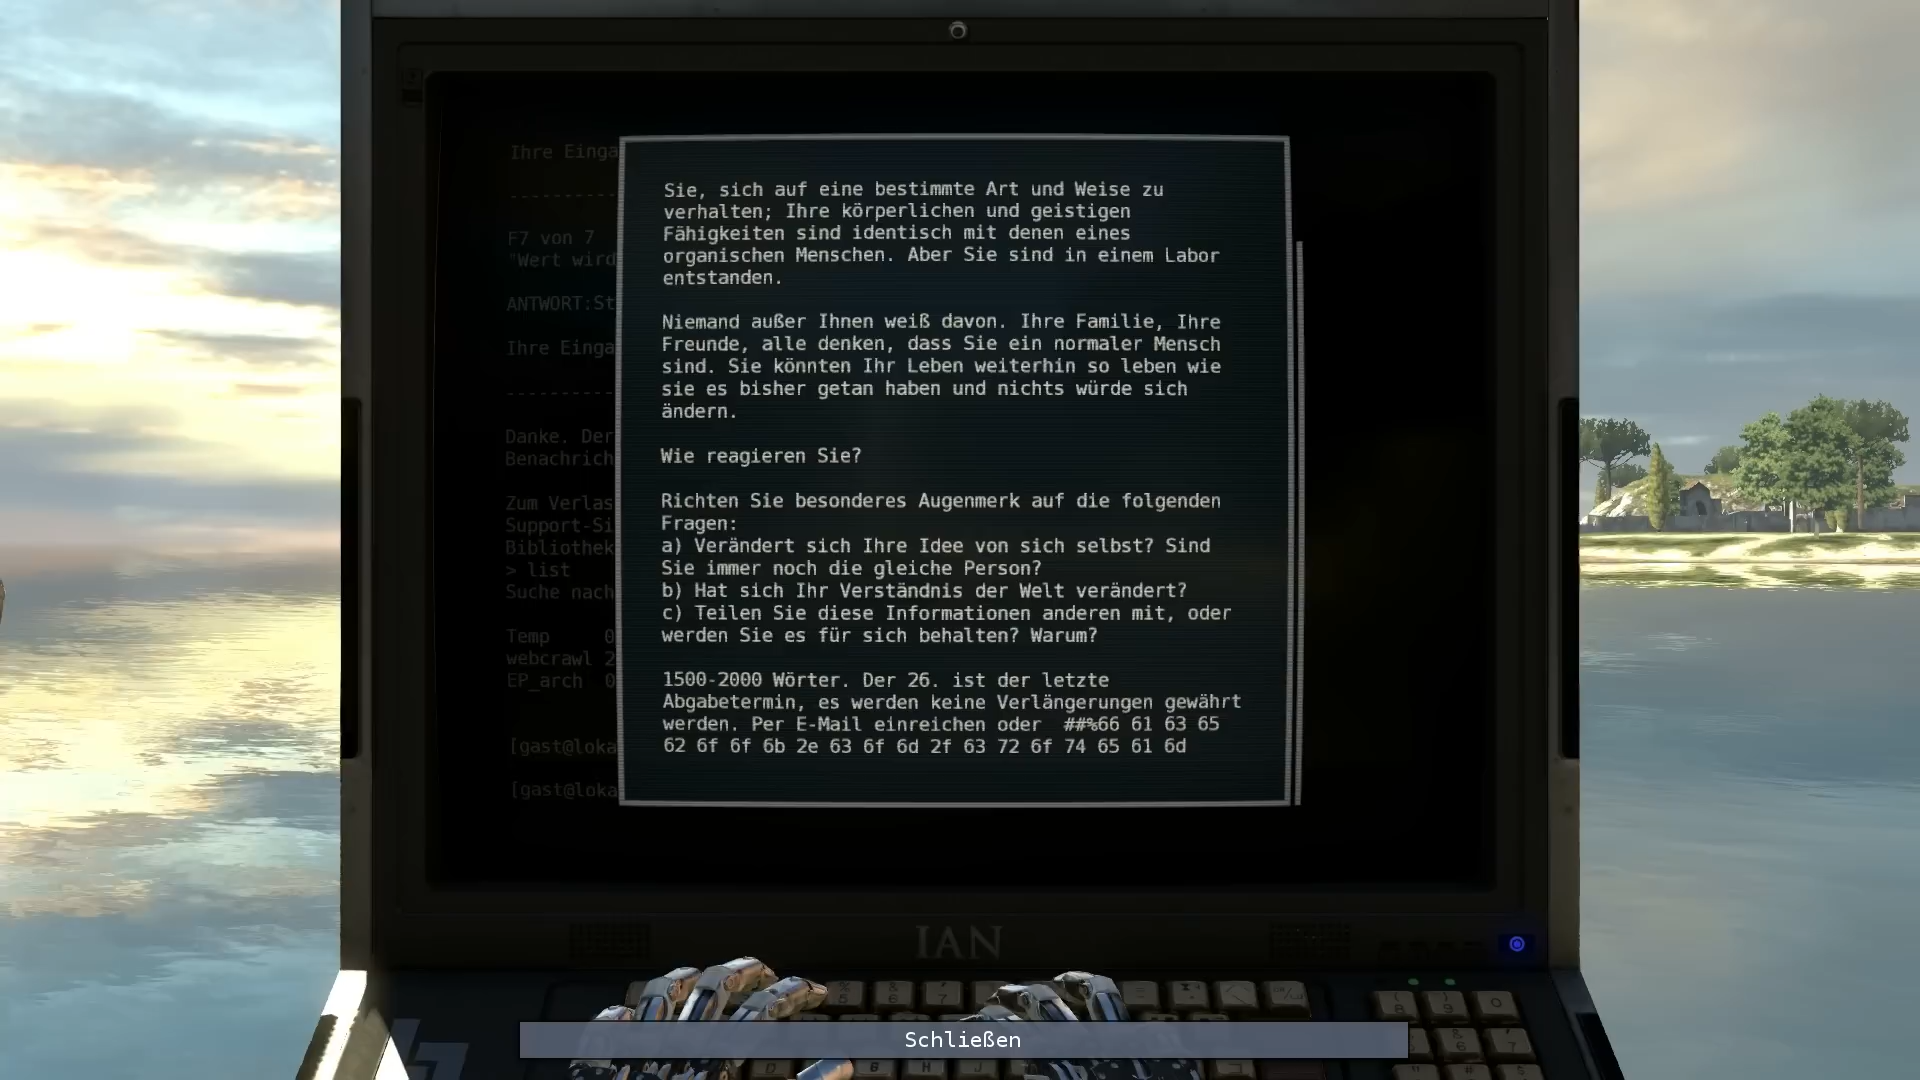 Ihre Einga
----------
F7 von 7
"Wert wird
ANTWORT:St
Ihre Einga
----------
Danke. Der
Benachrich
Zum Verlas
Support-Si
Bibliothek
> list
Suche nach
Temp 0
webcrawl 2
EP_arch 0
[gast@loka
[gast@loka
Sie, sich auf eine bestimmte Art und Weise zu
verhalten; Ihre körperlichen und geistigen
Fähigkeiten sind identisch mit denen eines
organischen Menschen. Aber Sie sind in einem Labor
entstanden.
Niemand außer Ihnen weiß davon. Ihre Familie, Ihre
Freunde, alle denken, dass Sie ein normaler Mensch
sind. Sie könnten Ihr Leben weiterhin so leben wie
sie es bisher getan haben und nichts würde sich
ändern.
Wie reagieren Sie?
Richten Sie besonderes Augenmerk auf die folgenden
Fragen:
a) Verändert sich Ihre Idee von sich selbst? Sind
Sie immer noch die gleiche Person?
b) Hat sich Ihr Verständnis der Welt verändert?
c) Teilen Sie diese Informationen anderen mit, oder
werden Sie es für sich behalten? Warum?
1500-2000 Wörter. Der 26. ist der letzte
Abgabetermin, es werden keine Verlängerungen gewährt
werden. Per E-Mail einreichen oder ##%66 61 63 65
62 6f 6f 6b 2e 63 6f 6d 2f 63 72 6f 74 65 61 6d
IAN
Schließen